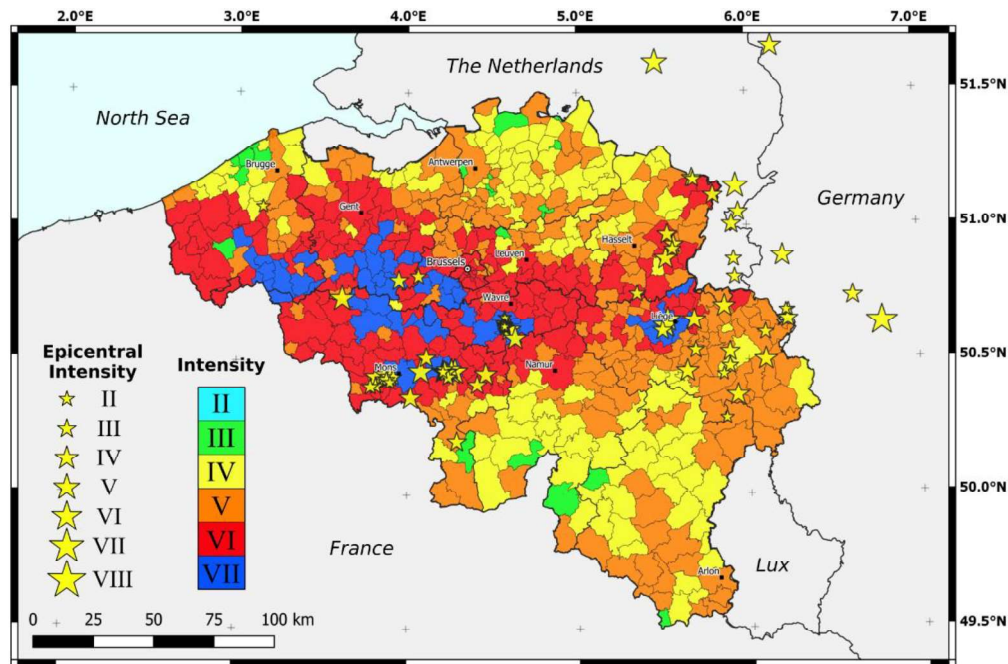 2.0°E 3.0°E 4.0°E 5.0°E 6.0°E 7.0°E
The Netherlands
51.5°N
North Sea
Brugge
Antwerpen
Germany
Gent
51.0°N
Hasselt
Brussels
Leuven
Wavre
Liège
Epicentral
Intensity
Intensity
Mons
Namur
50.5°N
II
II
III
III
IV
IV
50.0°N
V
V
VI
VI
VII
VII
VIII
France
Lux
Arlon
0 25 50 75 100 km
49.5°N